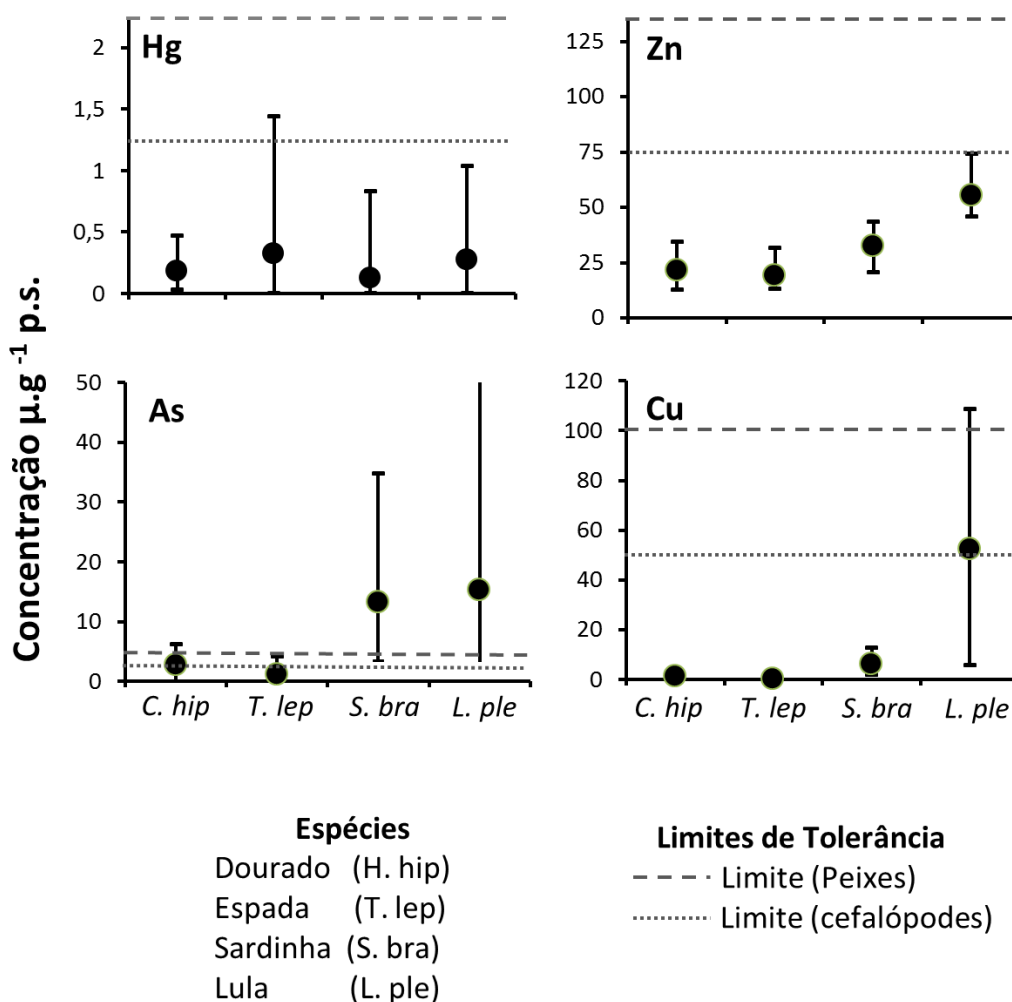 Concentração µ.g⁻¹ p.s.
Hg
2
1,5
1
0,5
0
Zn
125
100
75
50
25
0
As
50
40
30
20
10
0
C. hip T. lep S. bra L. ple
Cu
120
100
80
60
40
20
0
C. hip T. lep S. bra L. ple
Espécies
Dourado (H. hip)
Espada (T. lep)
Sardinha (S. bra)
Lula (L. ple)
Limites de Tolerância
Limite (Peixes)
Limite (cefalópodes)